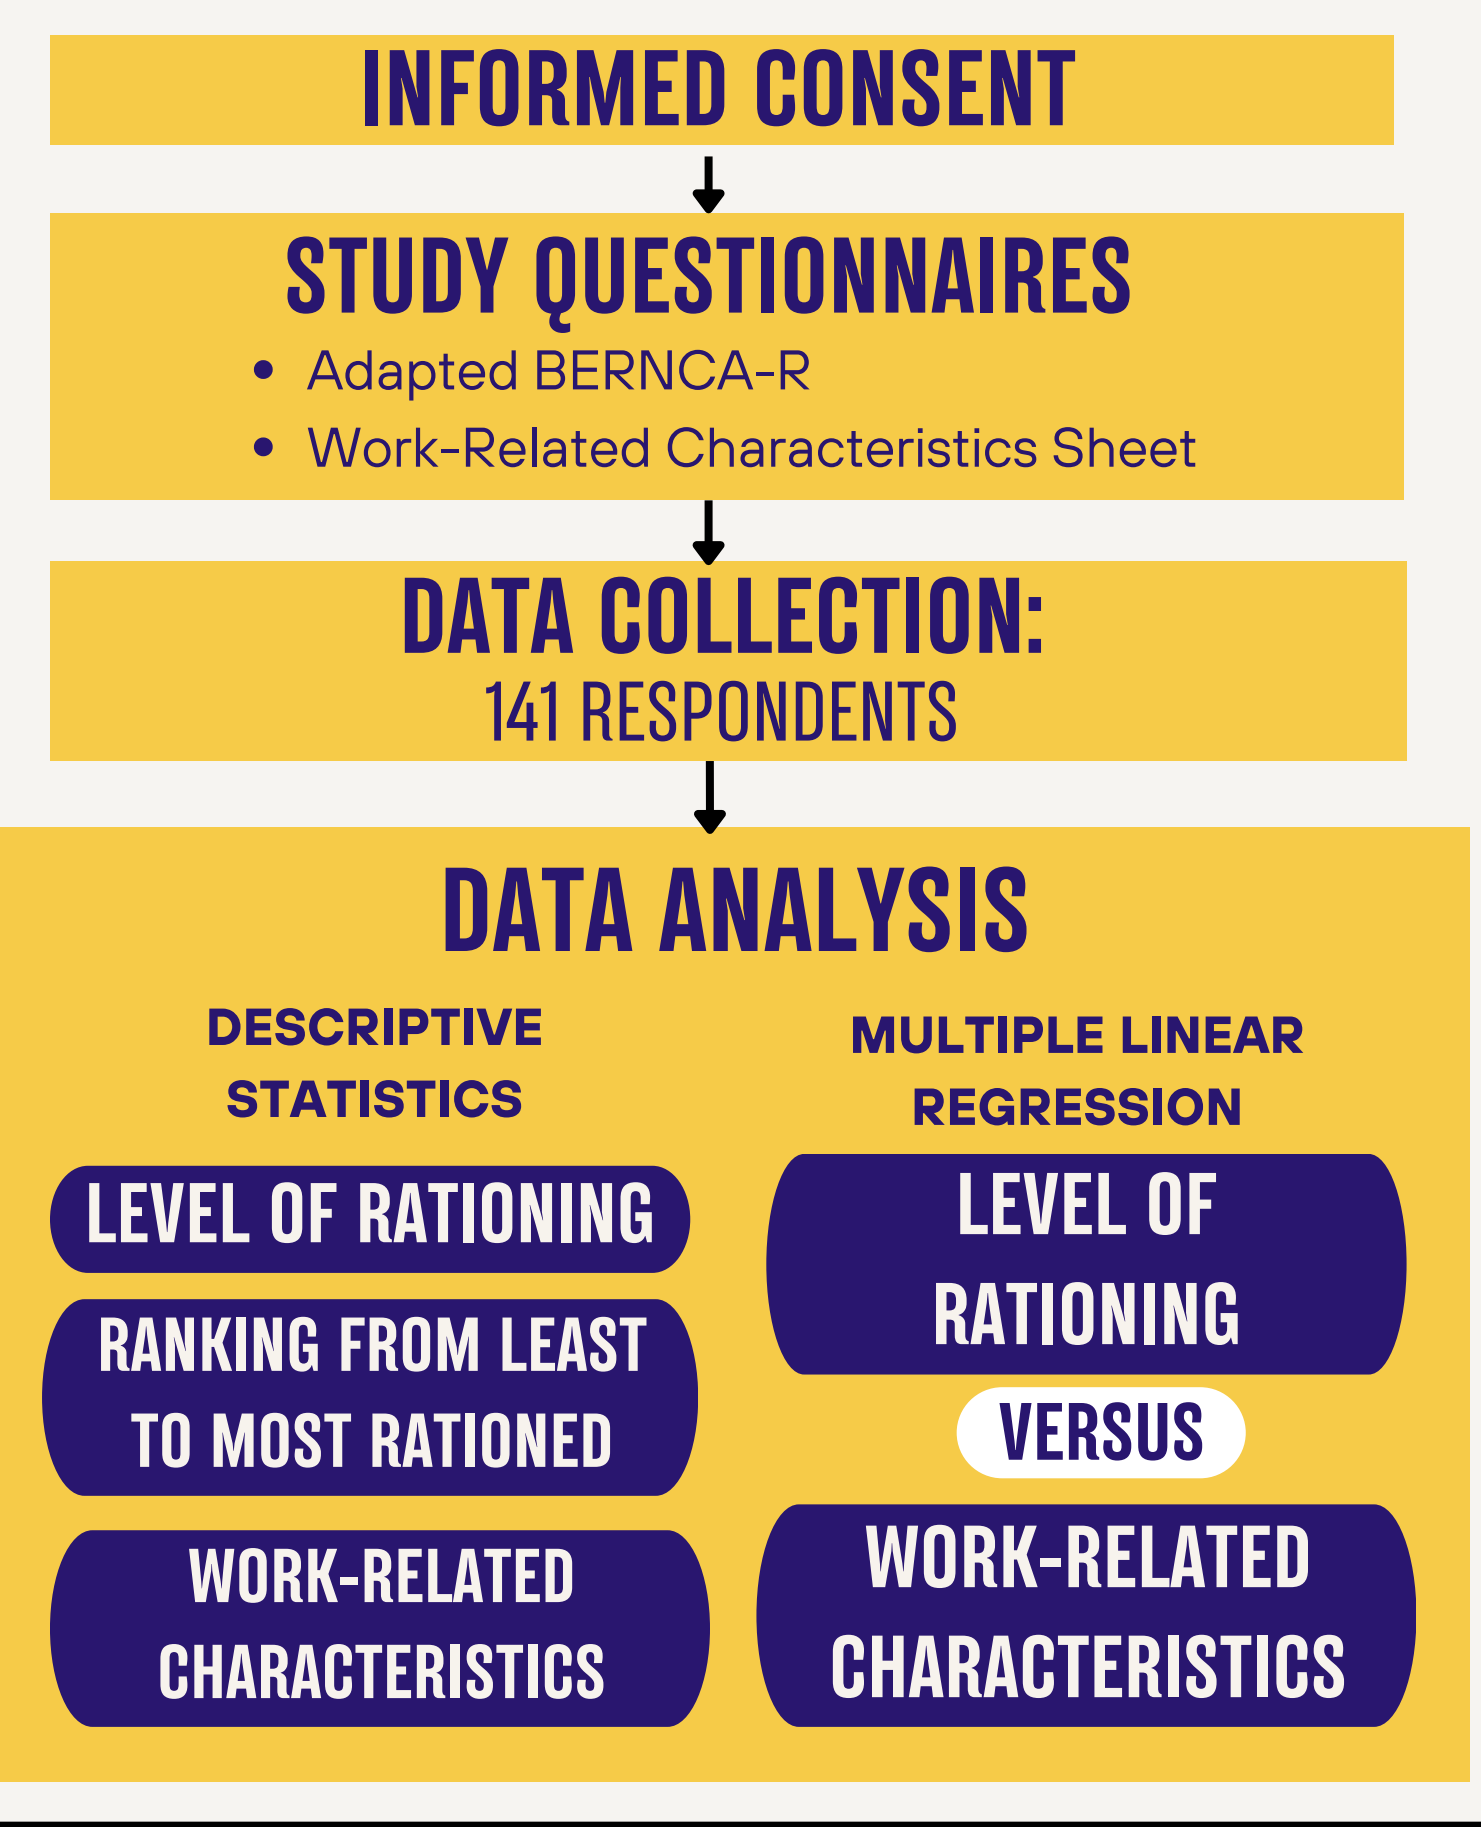 INFORMED CONSENT
STUDY QUESTIONNAIRES
• Adapted BERNCA-R
• Work-Related Characteristics Sheet
DATA COLLECTION:
141 RESPONDENTS
DATA ANALYSIS
DESCRIPTIVE
STATISTICS
LEVEL OF RATIONING
RANKING FROM LEAST
TO MOST RATIONED
WORK-RELATED
CHARACTERISTICS
MULTIPLE LINEAR
REGRESSION
LEVEL OF
RATIONING
VERSUS
WORK-RELATED
CHARACTERISTICS